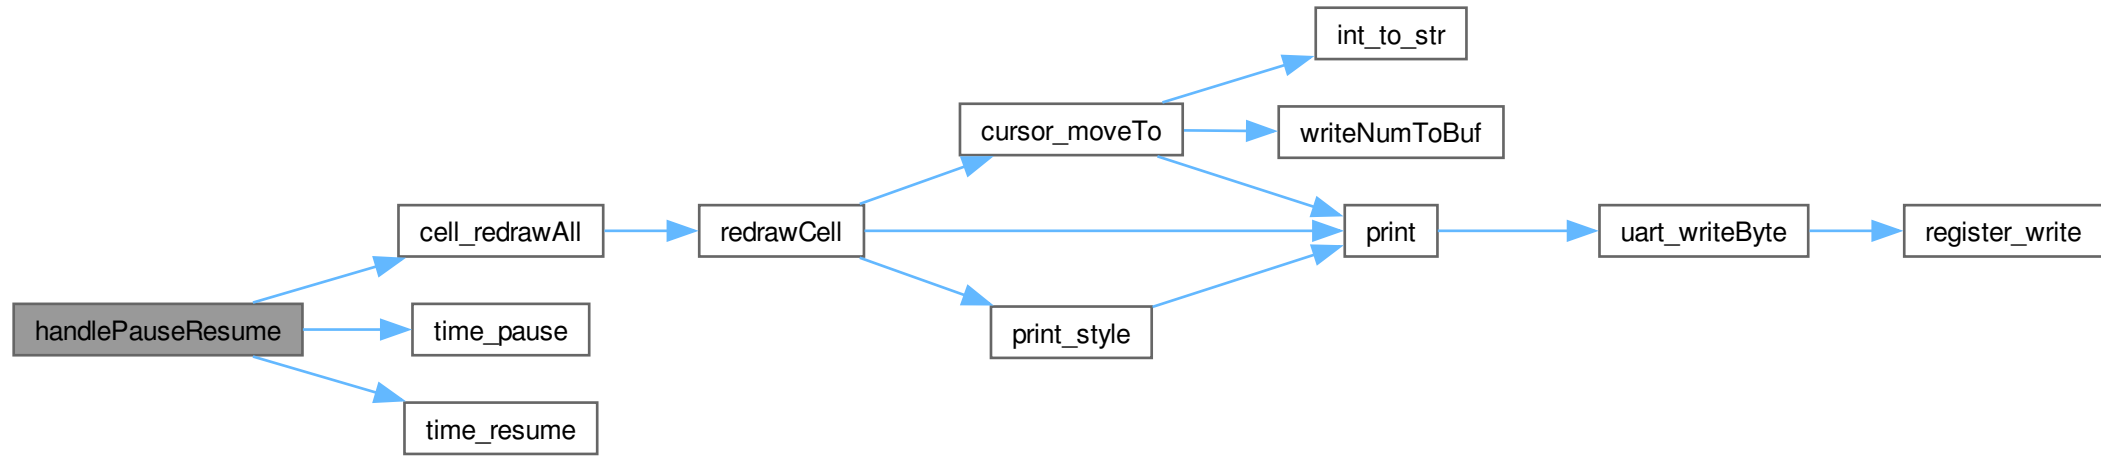 int_to_str
cursor_moveTo
writeNumToBuf
cell_redrawAll
redrawCell
print
uart_writeByte
register_write
handlePauseResume
time_pause
print_style
time_resume